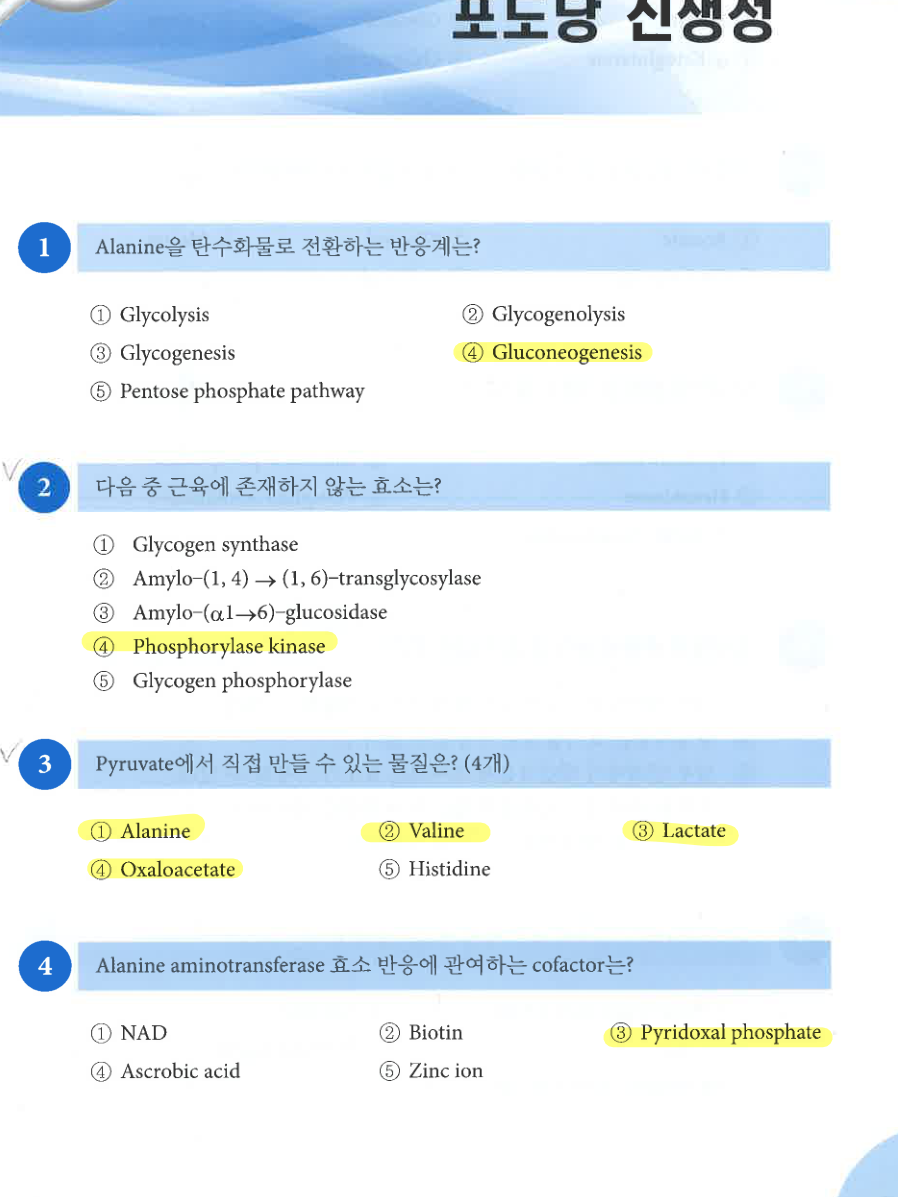 포도당 신생성
1 Alanine을 탄수화물로 전환하는 반응계는?
① Glycolysis ② Glycogenolysis
③ Glycogenesis ④ Gluconeogenesis
⑤ Pentose phosphate pathway
2 다음 중 근육에 존재하지 않는 효소는?
① Glycogen synthase
② Amylo-(1, 4) → (1, 6)-transglycosylase
③ Amylo-(α1→6)-glucosidase
④ Phosphorylase kinase
⑤ Glycogen phosphorylase
3 Pyruvate에서 직접 만들 수 있는 물질은? (4개)
① Alanine ② Valine ③ Lactate
④ Oxaloacetate ⑤ Histidine
4 Alanine aminotransferase 효소 반응에 관여하는 cofactor는?
① NAD ② Biotin ③ Pyridoxal phosphate
④ Ascrobic acid ⑤ Zinc ion